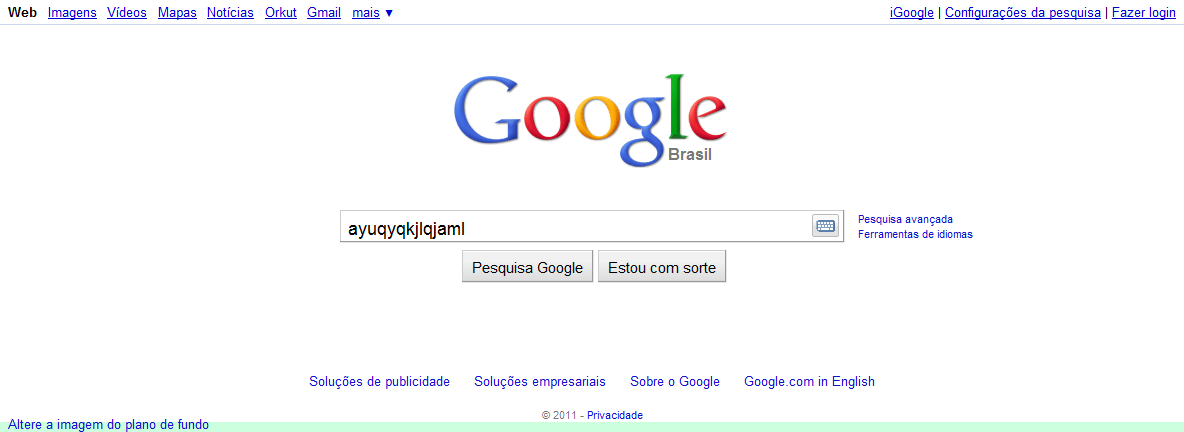 Web Imagens Vídeos Mapas Notícias Orkut Gmail mais ▼ iGoogle | Configurações da pesquisa | Fazer login
Google
Brasil
ayuqyqkjlqjaml
Pesquisa avançada
Ferramentas de idiomas
Pesquisa Google Estou com sorte
Soluções de publicidade Soluções empresariais Sobre o Google Google.com in English
© 2011 - Privacidade
Altere a imagem do plano de fundo